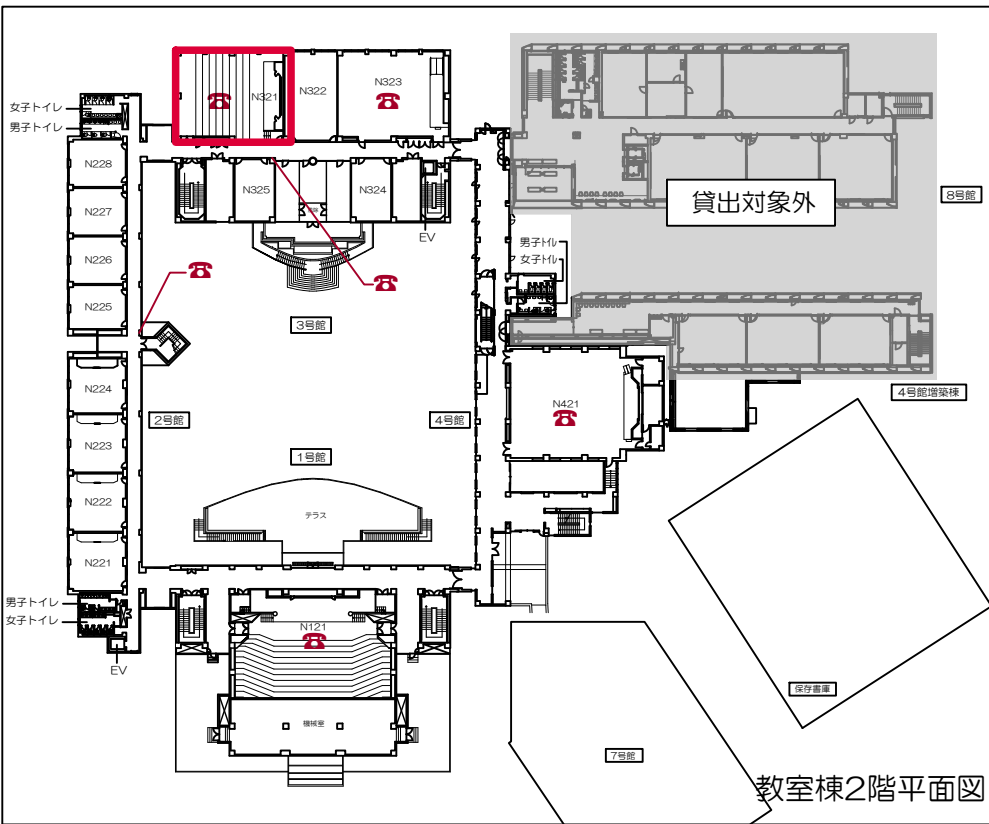 N321
N322
N323
女子トイレ
男子トイレ
N228
N227
N226
N225
N325
N324
EV
貸出対象外
8号館
男子トイレ
女子トイレ
3号館
N224
N223
N222
N221
2号館
4号館
N421
4号館増築棟
1号館
テラス
男子トイレ
女子トイレ
EV
N121
機械室
保存書庫
7号館
教室棟2階平面図